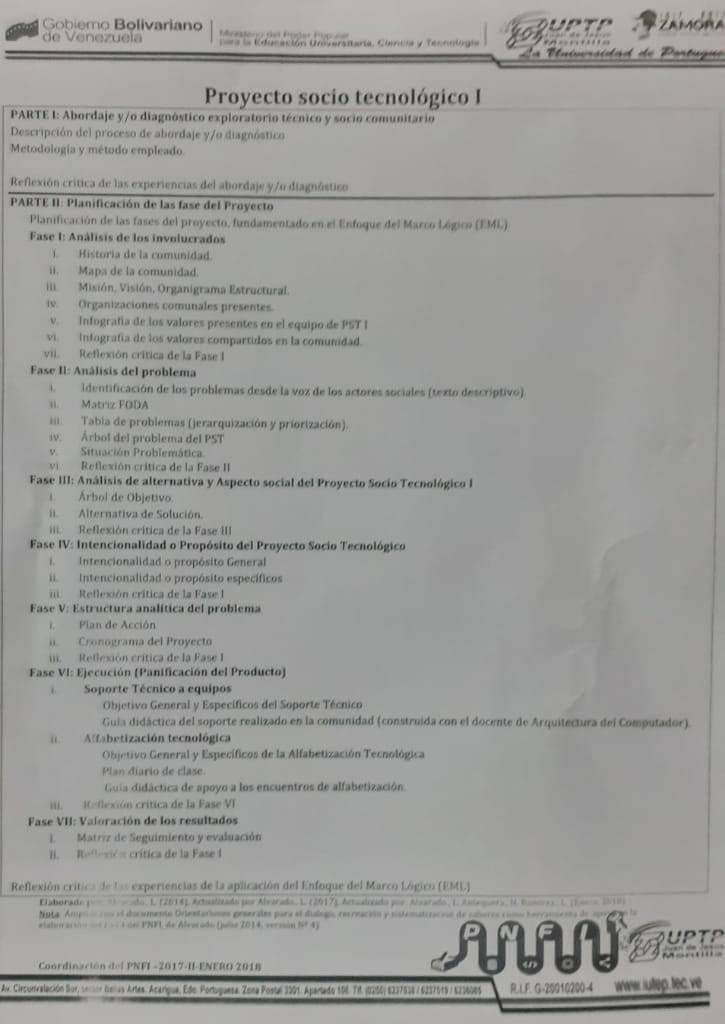 Gobierno Bolivariano
de Venezuela
Ministerio del Poder Popular
para la Educación Universitaria, Ciencia y Tecnología
UPTP
Juan de Jesús
Montilla
ZAMORA
La Universidad de Portugue
Proyecto socio tecnológico I
PARTE I: Abordaje y/o diagnóstico exploratorio técnico y socio comunitario
Descripción del proceso de abordaje y/o diagnóstico
Metodología y método empleado.
Reflexión crítica de las experiencias del abordaje y/o diagnóstico
PARTE II: Planificación de las fase del Proyecto
Planificación de las fases del proyecto, fundamentado en el Enfoque del Marco Lógico (EML)
Fase I: Análisis de los involucrados
i. Historia de la comunidad.
ii. Mapa de la comunidad.
iii. Misión, Visión, Organigrama Estructural.
iv. Organizaciones comunales presentes.
v. Infografía de los valores presentes en el equipo de PST I
vi. Infografía de los valores compartidos en la comunidad.
vii. Reflexión crítica de la Fase I
Fase II: Análisis del problema
i. Identificación de los problemas desde la voz de los actores sociales (texto descriptivo).
ii. Matriz FODA
iii. Tabla de problemas (jerarquización y priorización).
iv. Árbol del problema del PST
v. Situación Problemática.
vi. Reflexión crítica de la Fase II
Fase III: Análisis de alternativa y Aspecto social del Proyecto Socio Tecnológico I
i. Árbol de Objetivo.
ii. Alternativa de Solución.
iii. Reflexión crítica de la Fase III
Fase IV: Intencionalidad o Propósito del Proyecto Socio Tecnológico
i. Intencionalidad o propósito General
ii. Intencionalidad o propósito específicos
iii. Reflexión crítica de la Fase I
Fase V: Estructura analítica del problema
i. Plan de Acción
ii. Cronograma del Proyecto
iii. Reflexión crítica de la Fase I
Fase VI: Ejecución (Panificación del Producto)
i. Soporte Técnico a equipos
Objetivo General y Específicos del Soporte Técnico
Guía didáctica del soporte realizado en la comunidad (construida con el docente de Arquitectura del Computador).
ii. Alfabetización tecnológica
Objetivo General y Específicos de la Alfabetización Tecnológica
Plan diario de clase.
Guía didáctica de apoyo a los encuentros de alfabetización.
iii. Reflexión crítica de la Fase VI
Fase VII: Valoración de los resultados
i. Matriz de Seguimiento y evaluación
ii. Reflexión crítica de la Fase I
Reflexión crítica de las experiencias de la aplicación del Enfoque del Marco Lógico (EML)
Elaborado por Alvarado, L (2014), Actualizado por Alvarado, L. (2017), Actualizado por: Alvarado, L.
Nota. el documento Orientaciones generales para el dialogo, recreación y sistematización de saberes como herramienta de la
elaboración del PNFI, de Alvarado (julio 2014, versión Nº 4)
PNFI
UPTP
Juan de Jesús
Montilla
Coordinación del PNFI -2017-II-ENERO 2018
Av. Circunvalación Sur, sector Bellas Artes. Acarigua, Edo. Portuguesa. Zona Postal 3301. Apartado 106. Tlf. (0255) 6237834 / 6237519 / 6236065
R.I.F. G-20010200-4
www.iutep.tec.ve